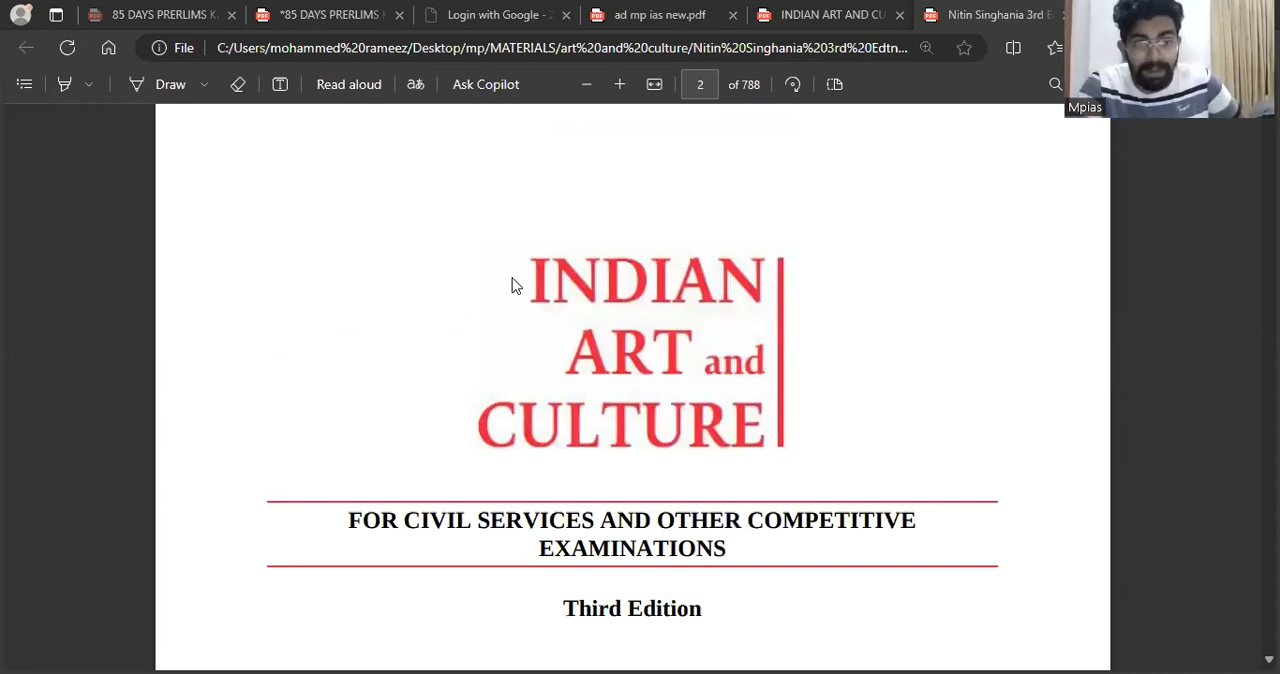 85 DAYS PRERLIMS K
*85 DAYS PRERLIMS
Login with Google - 2
ad mp ias new.pdf
INDIAN ART AND CU
Nitin Singhania 3rd E
File
C:/Users/mohammed%20rameez/Desktop/mp/MATERIALS/art%20and%20culture/Nitin%20Singhania%203rd%20Edtn...
Draw
Read aloud
aあ
Ask Copilot
2
of 788
Mpias
INDIAN
ART and
CULTURE
FOR CIVIL SERVICES AND OTHER COMPETITIVE
EXAMINATIONS
Third Edition